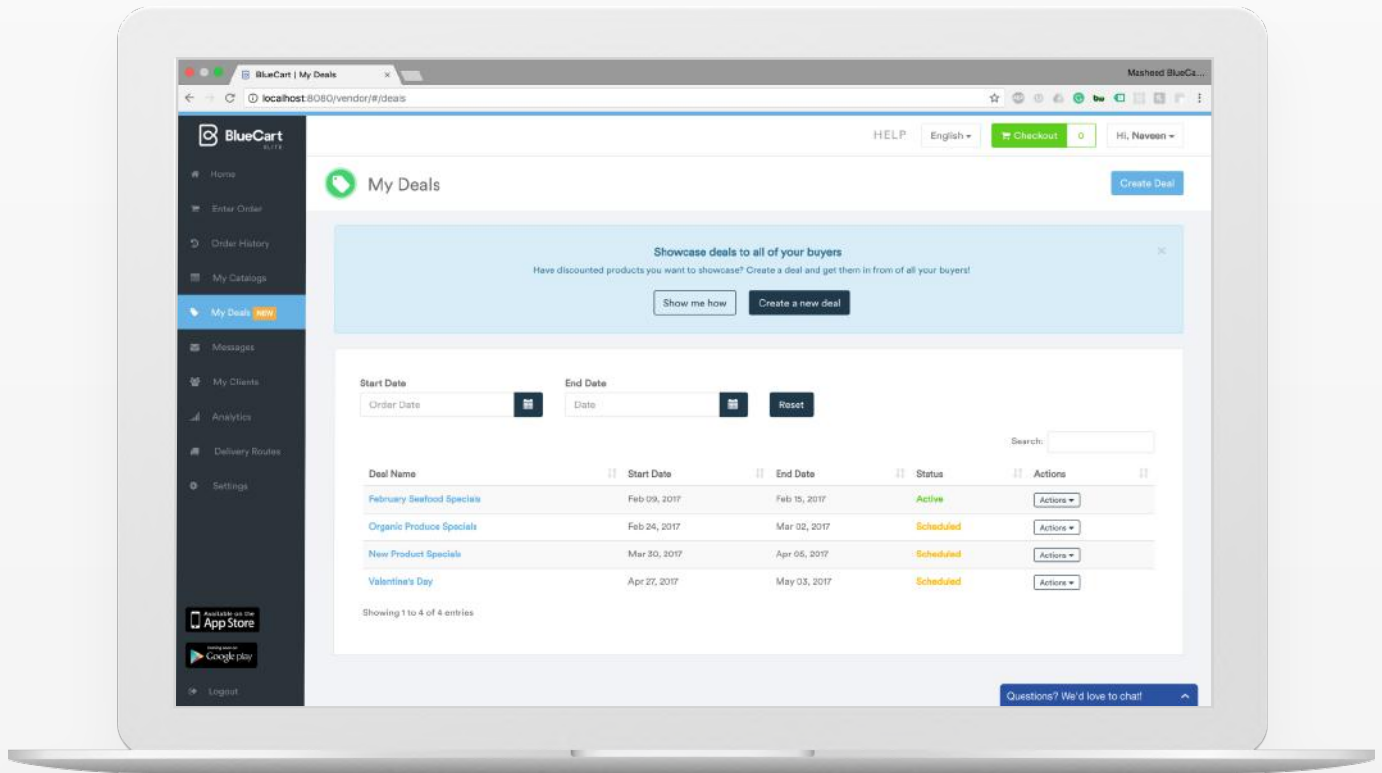 BlueCart | My Deals
Masheed BlueCa...
localhost:8080/vendor/#/deals
BlueCart
ELITE
HELP
English
Checkout 0
Hi, Naveen
Home
Enter Order
Order History
My Catalogs
My Deals NEW
Messages
My Clients
Analytics
Delivery Routes
Settings
Available on the
App Store
Google play
Logout
My Deals
Create Deal
Showcase deals to all of your buyers
Have discounted products you want to showcase? Create a deal and get them in from of all your buyers!
Show me how
Create a new deal
Start Date
End Date
Order Date
Date
Reset
Search:
Deal Name Start Date End Date Status Actions
February Seafood Specials Feb 09, 2017 Feb 15, 2017 Active Actions
Organic Produce Specials Feb 24, 2017 Mar 02, 2017 Scheduled Actions
New Product Specials Mar 30, 2017 Apr 05, 2017 Scheduled Actions
Valentine's Day Apr 27, 2017 May 03, 2017 Scheduled Actions
Showing 1 to 4 of 4 entries
Questions? We'd love to chat!